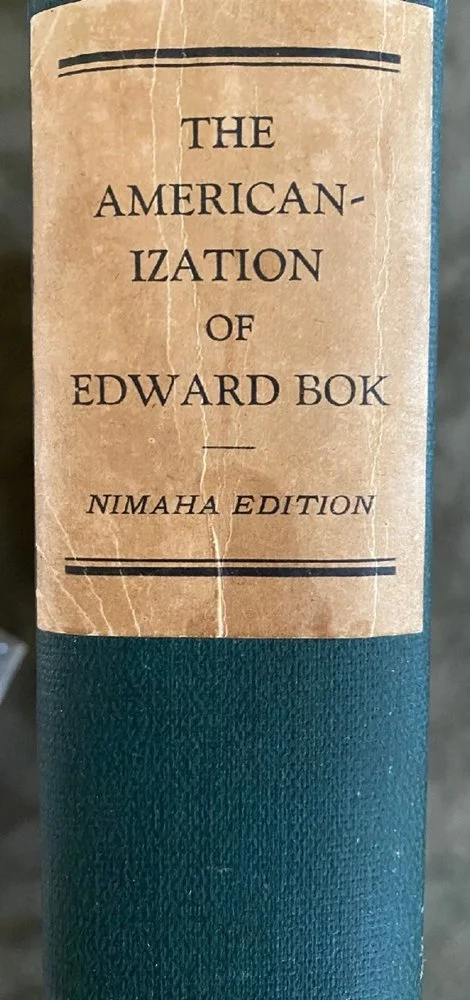 THE
AMERICAN-
IZATION
OF
EDWARD BOK
NIMAHA EDITION